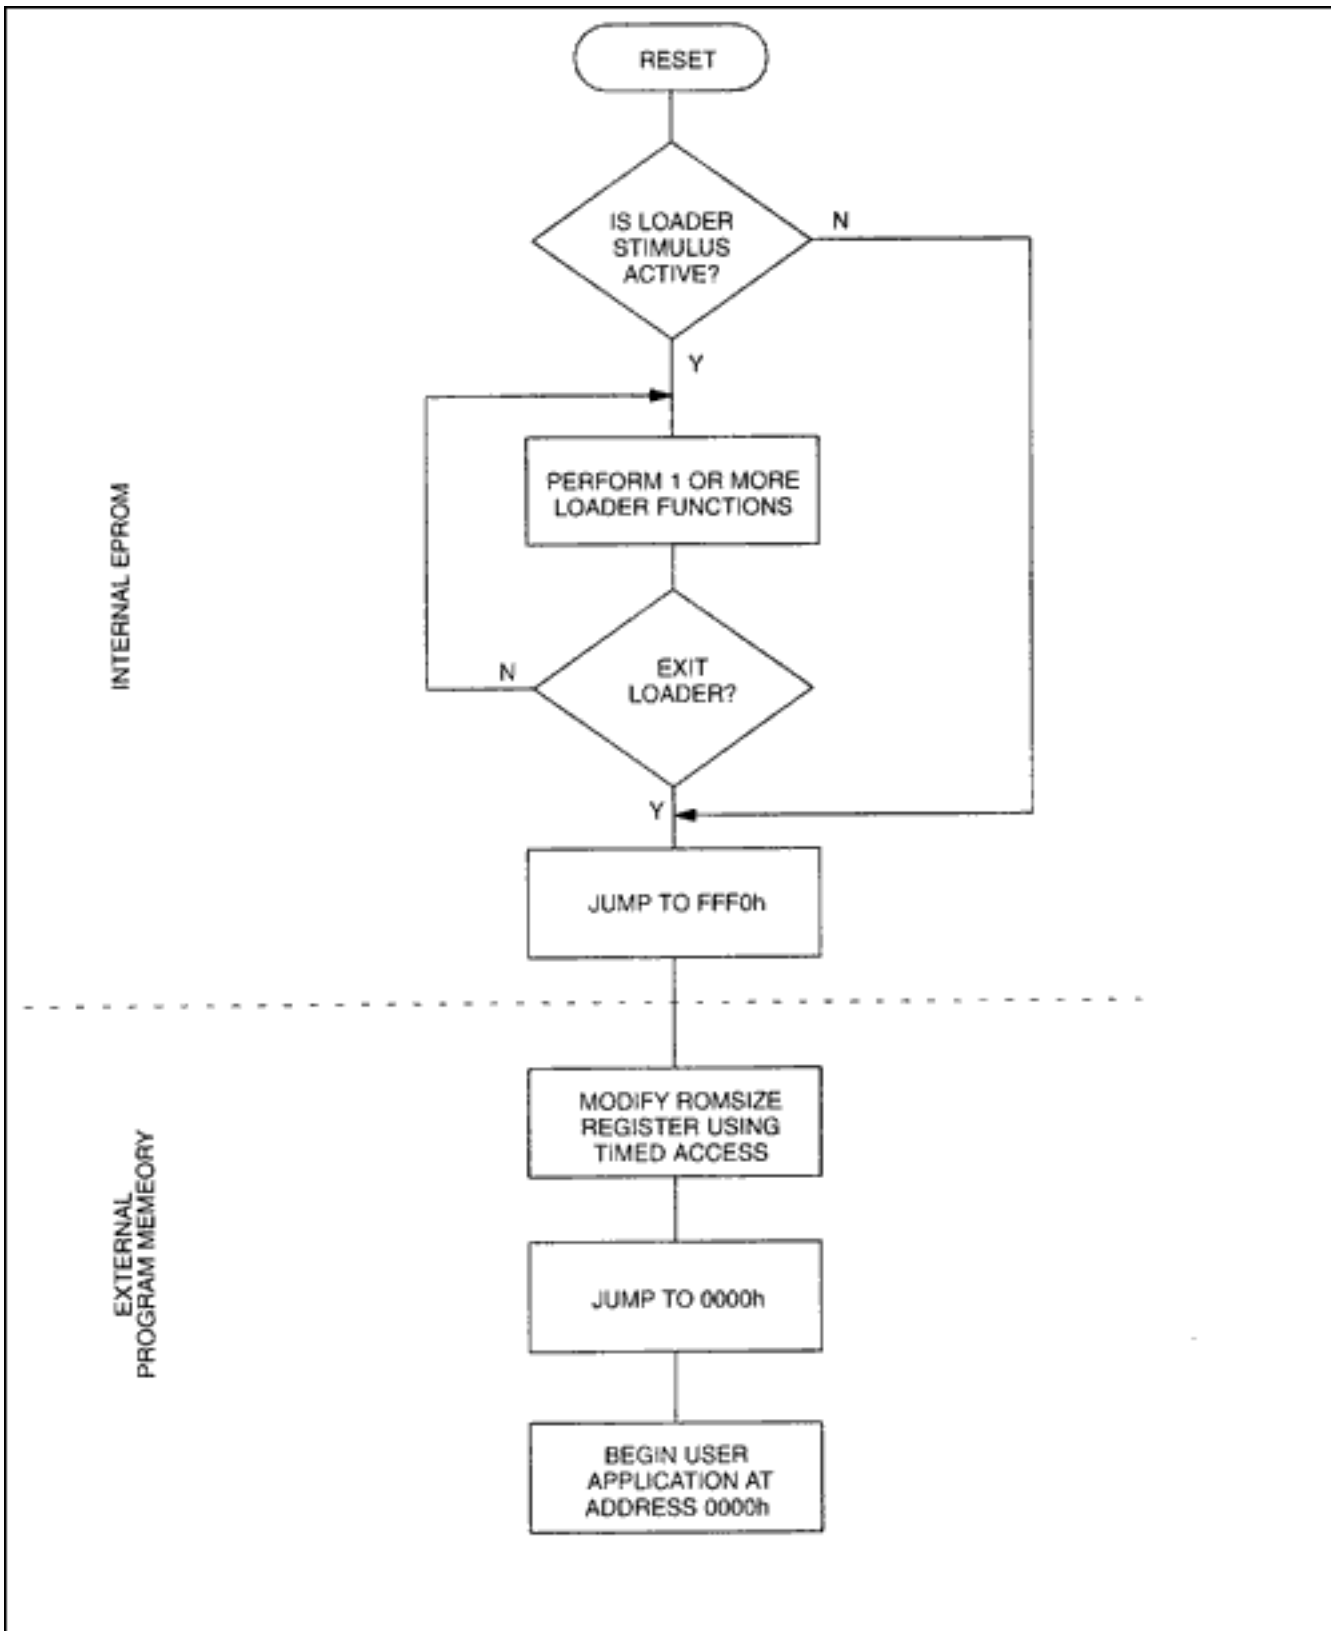 RESET
IS LOADER
STIMULUS
ACTIVE?
N
Y
PERFORM 1 OR MORE
LOADER FUNCTIONS
INTERNAL EPROM
N
EXIT
LOADER?
Y
JUMP TO FFF0h
MODIFY ROMSIZE
REGISTER USING
TIMED ACCESS
EXTERNAL
PROGRAM MEMEORY
JUMP TO 0000h
BEGIN USER
APPLICATION AT
ADDRESS 0000h